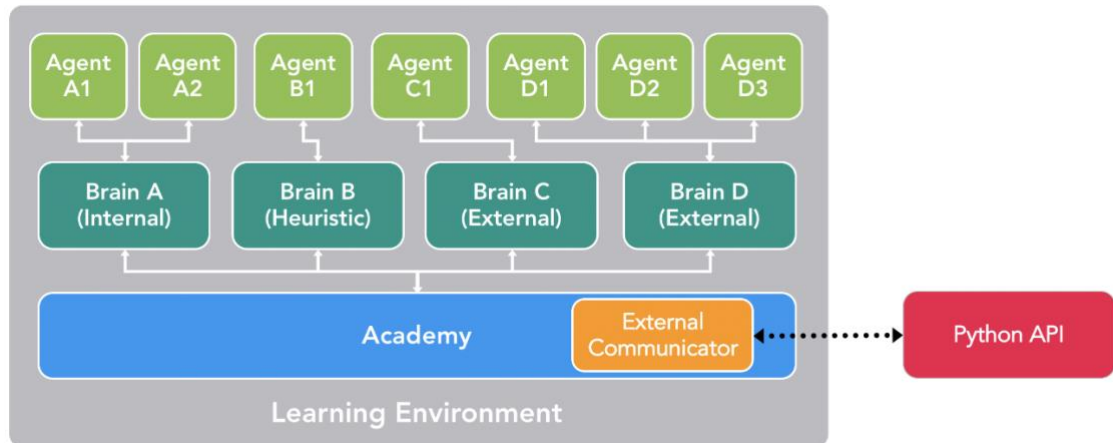 Agent
A1
Agent
A2
Agent
B1
Agent
C1
Agent
D1
Agent
D2
Agent
D3
Brain A
(Internal)
Brain B
(Heuristic)
Brain C
(External)
Brain D
(External)
Academy
External
Communicator
Python API
Learning Environment